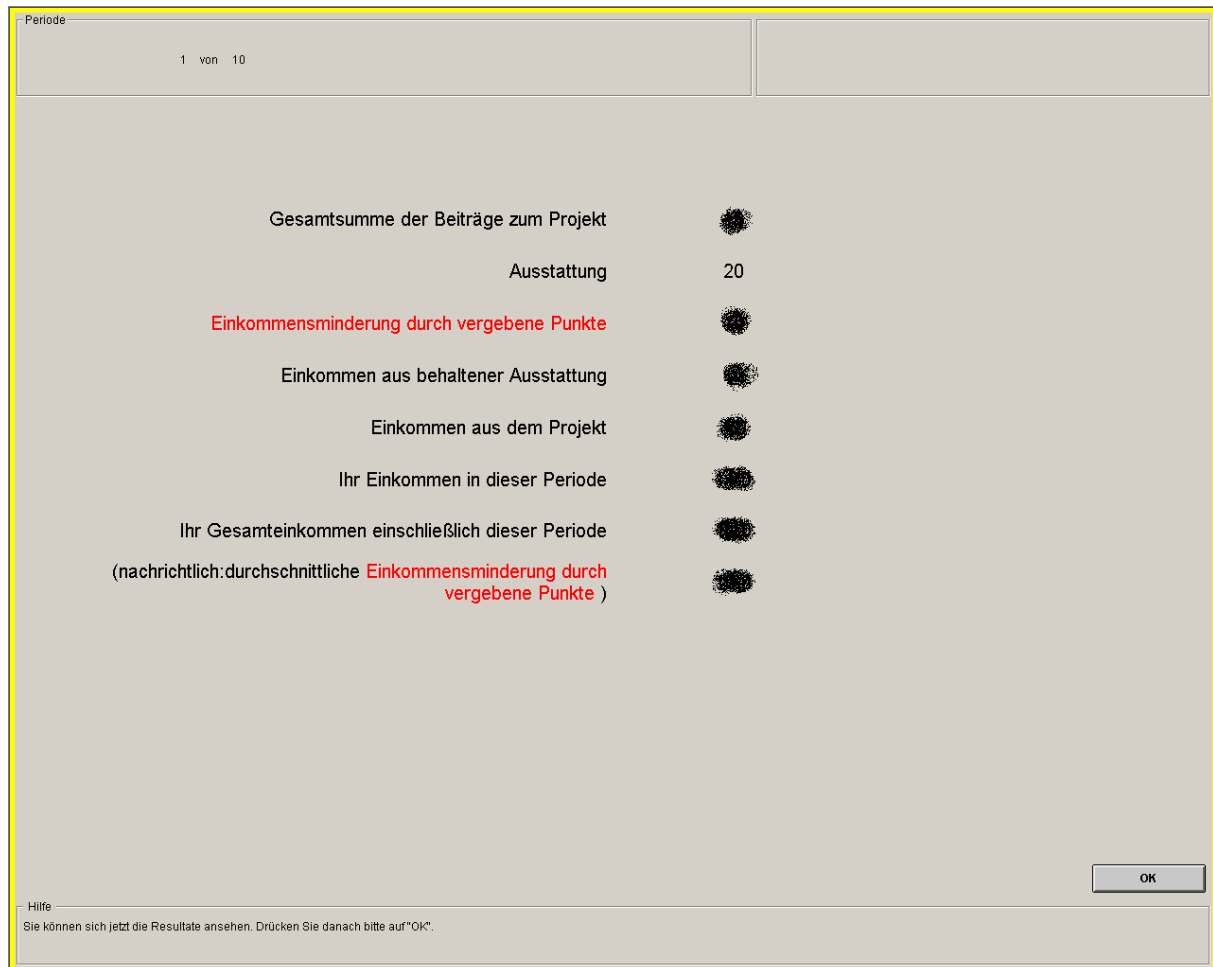 Periode
1 von 10
Gesamtsumme der Beiträge zum Projekt
Ausstattung 20
Einkommensminderung durch vergebene Punkte
Einkommen aus behaltener Ausstattung
Einkommen aus dem Projekt
Ihr Einkommen in dieser Periode
Ihr Gesamteinkommen einschließlich dieser Periode
(nachrichtlich:durchschnittliche Einkommensminderung durch
vergebene Punkte )
OK
Hilfe
Sie können sich jetzt die Resultate ansehen. Drücken Sie danach bitte auf "OK".